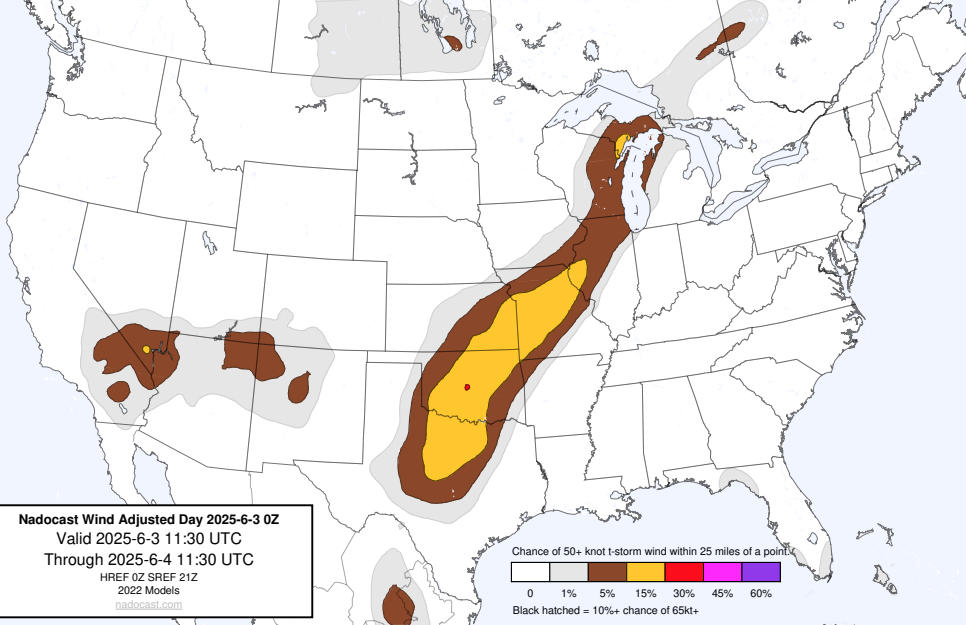 Nadocast Wind Adjusted Day 2025-6-3 0Z
Valid 2025-6-3 11:30 UTC
Through 2025-6-4 11:30 UTC
HREF 0Z SREF 21Z
2022 Models
nadocast.com
Chance of 50+ knot t-storm wind within 25 miles of a point.
0 1% 5% 15% 30% 45% 60%
Black hatched = 10%+ chance of 65kt+